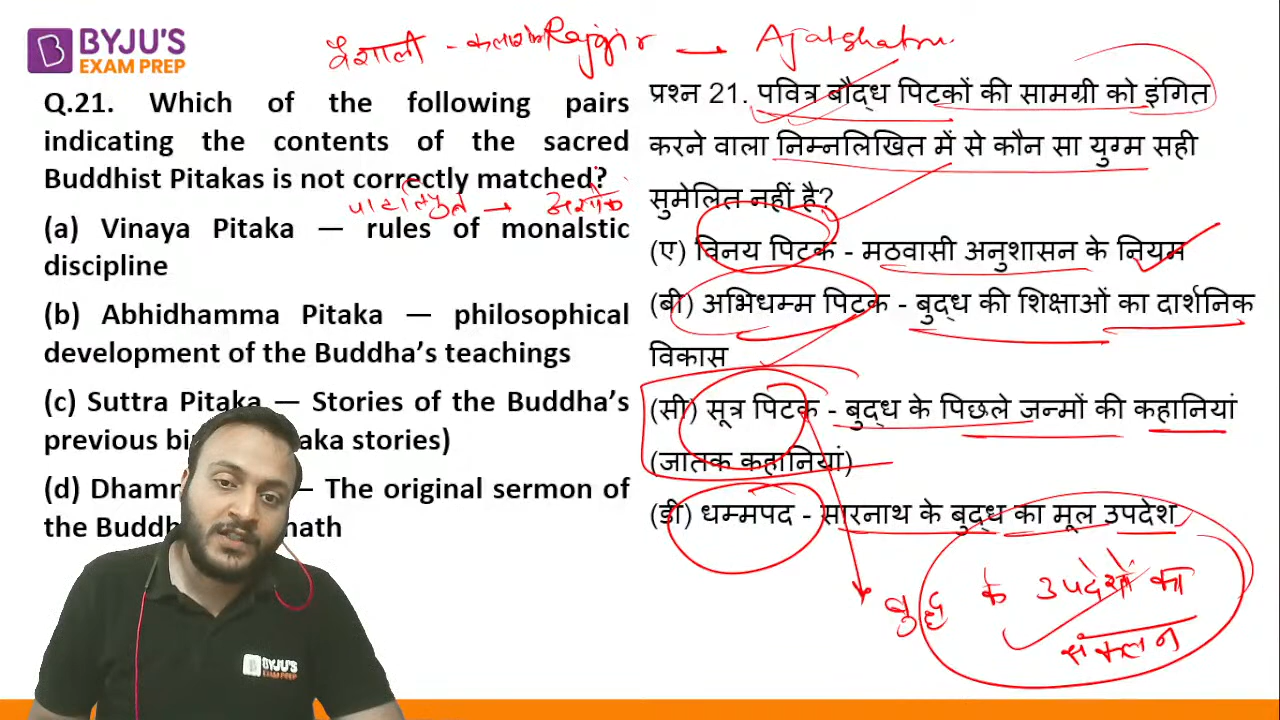 BYJU'S
EXAM PREP
वैशाली - Rajgir → Ajatshatru
Q.21. Which of the following pairs
indicating the contents of the sacred
Buddhist Pitakas is not correctly matched?
(a) Vinaya Pitaka — rules of monalstic
discipline
(b) Abhidhamma Pitaka — philosophical
development of the Buddha's teachings
(c) Suttra Pitaka — Stories of the Buddha's
previous bi aka stories)
(d) Dhamm — The original sermon of
the Buddh nath
प्रश्न 21. पवित्र बौद्ध पिटकों की सामग्री को इंगित
करने वाला निम्नलिखित में से कौन सा युग्म सही
सुमेलित नहीं है?
(ए) विनय पिटक - मठवासी अनुशासन के नियम
(बी) अभिधम्म पिटक - बुद्ध की शिक्षाओं का दार्शनिक
विकास
(सी) सूत्र पिटक - बुद्ध के पिछले जन्मों की कहानियां
(जातक कहानियां)
(डी) धम्मपद - सारनाथ के बुद्ध का मूल उपदेश
बुद्ध के उपदेशों का
संकलन
BYJU'S
EXAM PREP